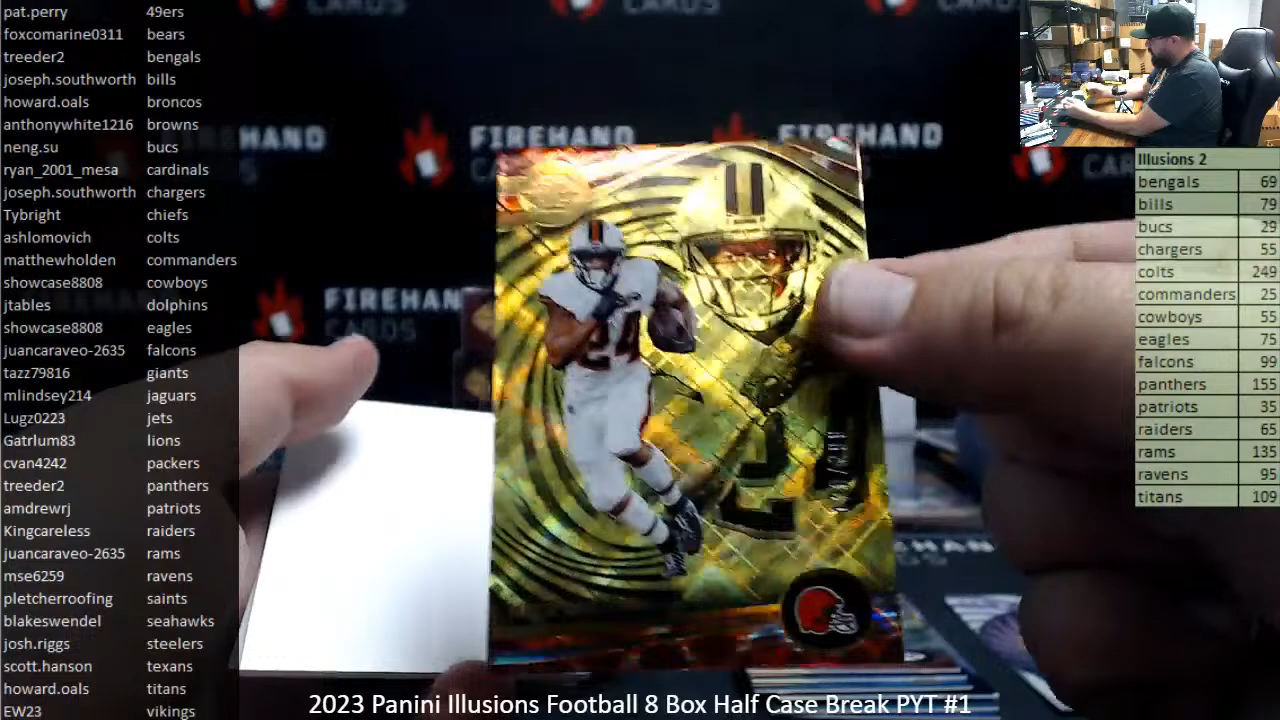 pat.perry 49ers
foxcomarine0311 bears
treeder2 bengals
joseph.southworth bills
howard.oals broncos
anthonywhite1216 browns
neng.su bucs
ryan_2001_mesa cardinals
joseph.southworth chargers
Tybright chiefs
ashlomovich colts
matthewholden commanders
showcase8808 cowboys
jtables dolphins
showcase8808 eagles
juancaraveo-2635 falcons
tazz79816 giants
mlindsey214 jaguars
Lugz0223 jets
Gatrlum83 lions
cvan4242 packers
treeder2 panthers
amdrewrj patriots
Kingcareless raiders
juancaraveo-2635 rams
mse6259 ravens
pletcherroofing saints
blakeswendel seahawks
josh.riggs steelers
scott.hanson texans
howard.oals titans
EW23 vikings
CARDS
CARDS
FIREHAND
FIREHAND
FIREHAN
CARDS
24
Illusions 2
bengals 69
bills 79
bucs 29
chargers 55
colts 249
commanders 25
cowboys 55
eagles 75
falcons 99
panthers 155
patriots 35
raiders 65
rams 135
ravens 95
titans 109
2023 Panini Illusions Football 8 Box Half Case Break PYT #1